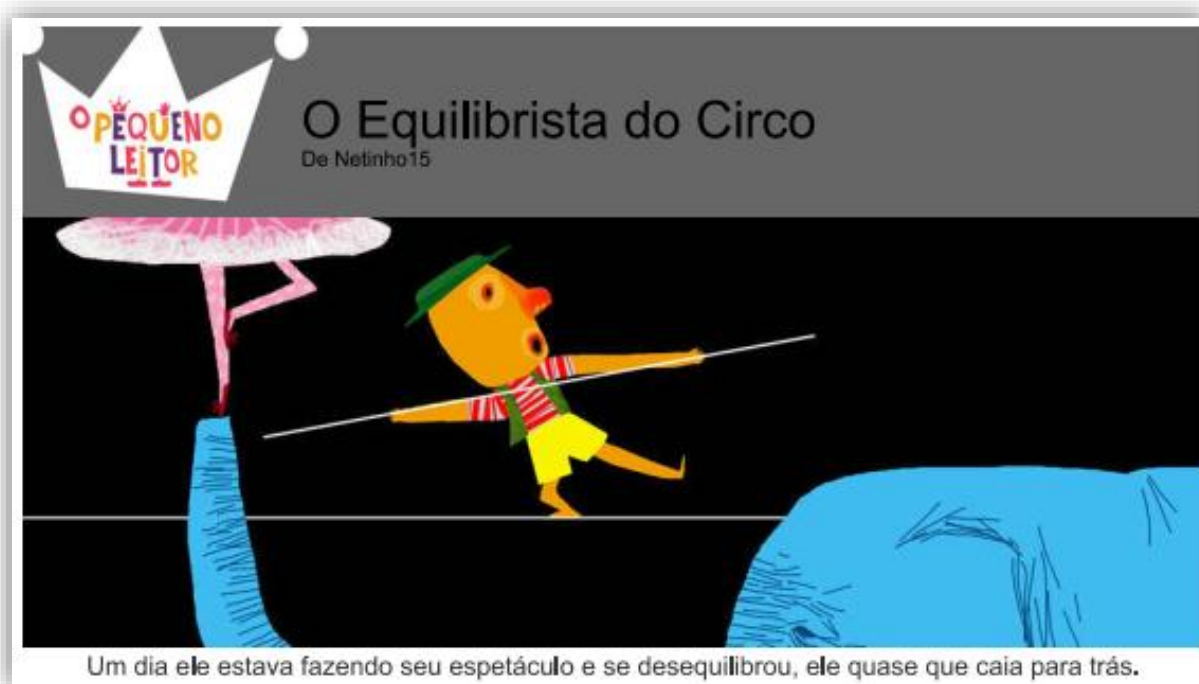 O PEQUENO
LEITOR
O Equilibrista do Circo
De Netinho15
Um dia ele estava fazendo seu espetáculo e se desequilibrou, ele quase que caia para trás.